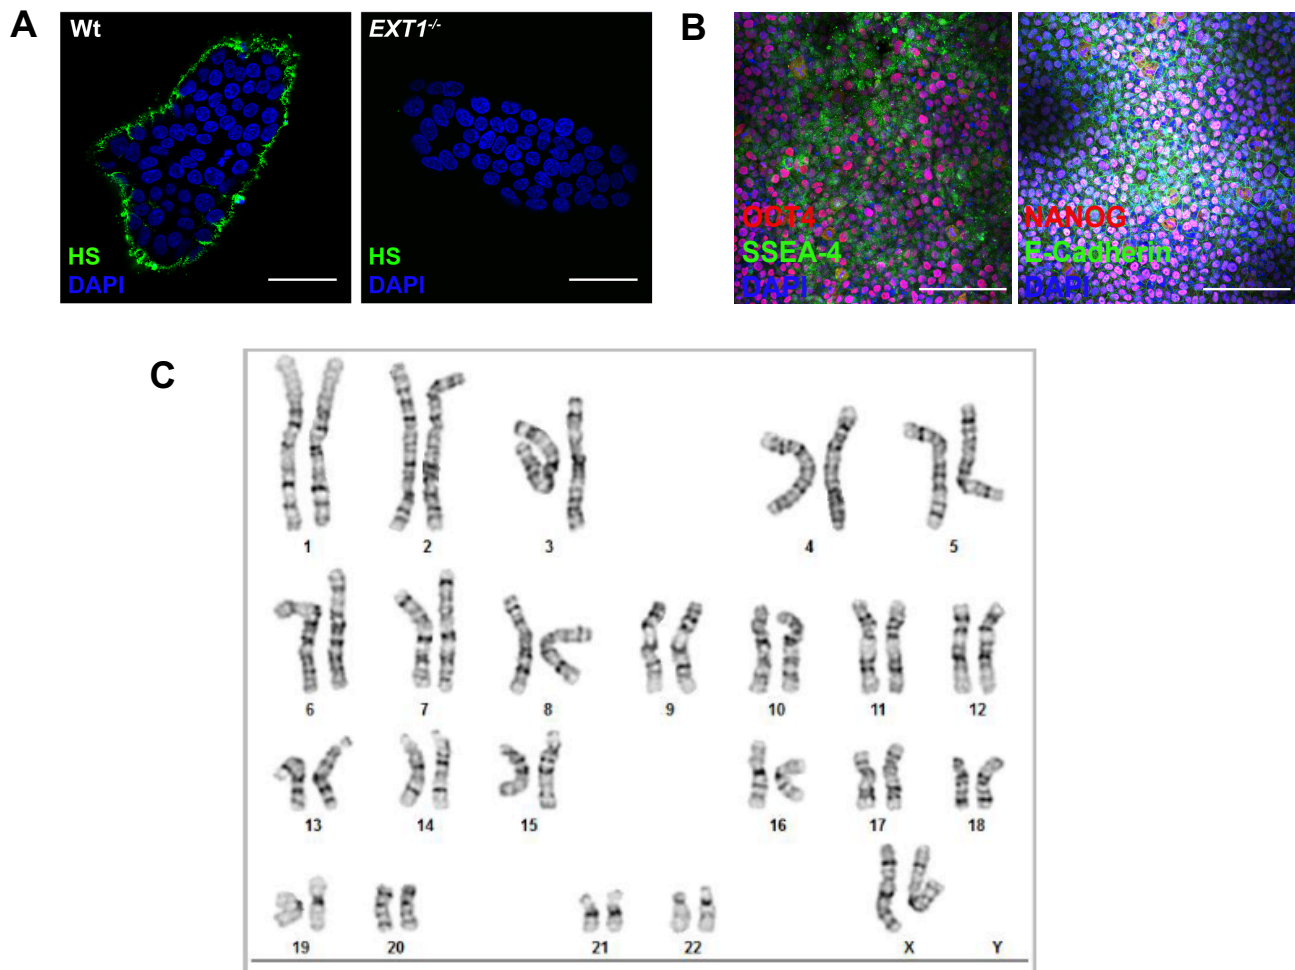 A
Wt
EXT1-/-
B
HS
DAPI
HS
DAPI
OCT4
SSEA-4
DAPI
NANOG
E-Cadherin
DAPI
C
1 2 3 4 5
6 7 8 9 10 11 12
13 14 15 16 17 18
19 20 21 22 X Y